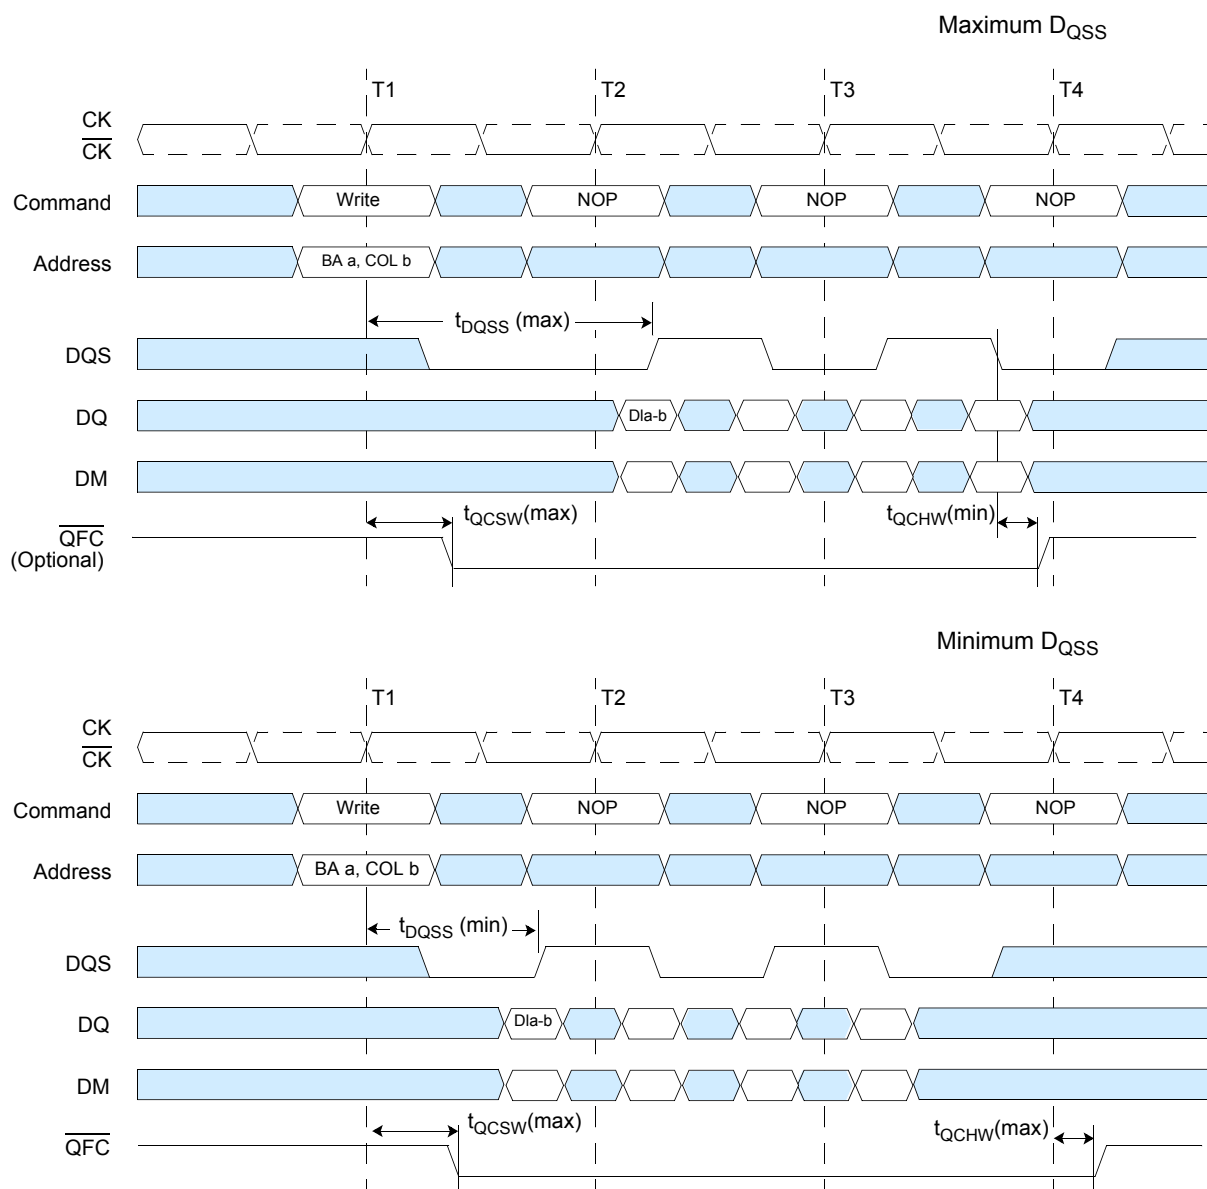 Maximum DQSS
T1 T2 T3 T4
CK
CK
Command Write NOP NOP NOP
Address BA a, COL b
tDQSS (max)
DQS
DQ DIa-b
DM
tQCSW(max) tQCHW(min)
QFC
(Optional)
Minimum DQSS
T1 T2 T3 T4
CK
CK
Command Write NOP NOP NOP
Address BA a, COL b
tDQSS (min)
DQS
DQ DIa-b
DM
tQCSW(max) tQCHW(max)
QFC